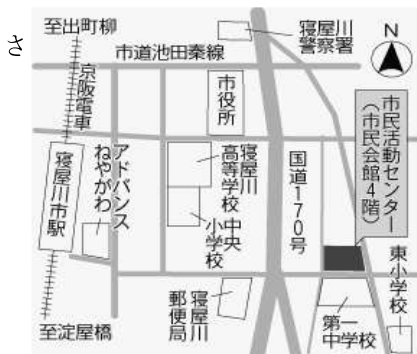 さ
至出町柳
市道池田秦線
寝屋川
警察署
N
京阪電車
市役所
市民活動センター
（市民会館4階）
寝屋川市駅
アドバンス
ねやがわ
寝屋川
高等学校
中央
小学校
国道170号
東小学校
寝屋川
郵便局
第一
中学校
至淀屋橋